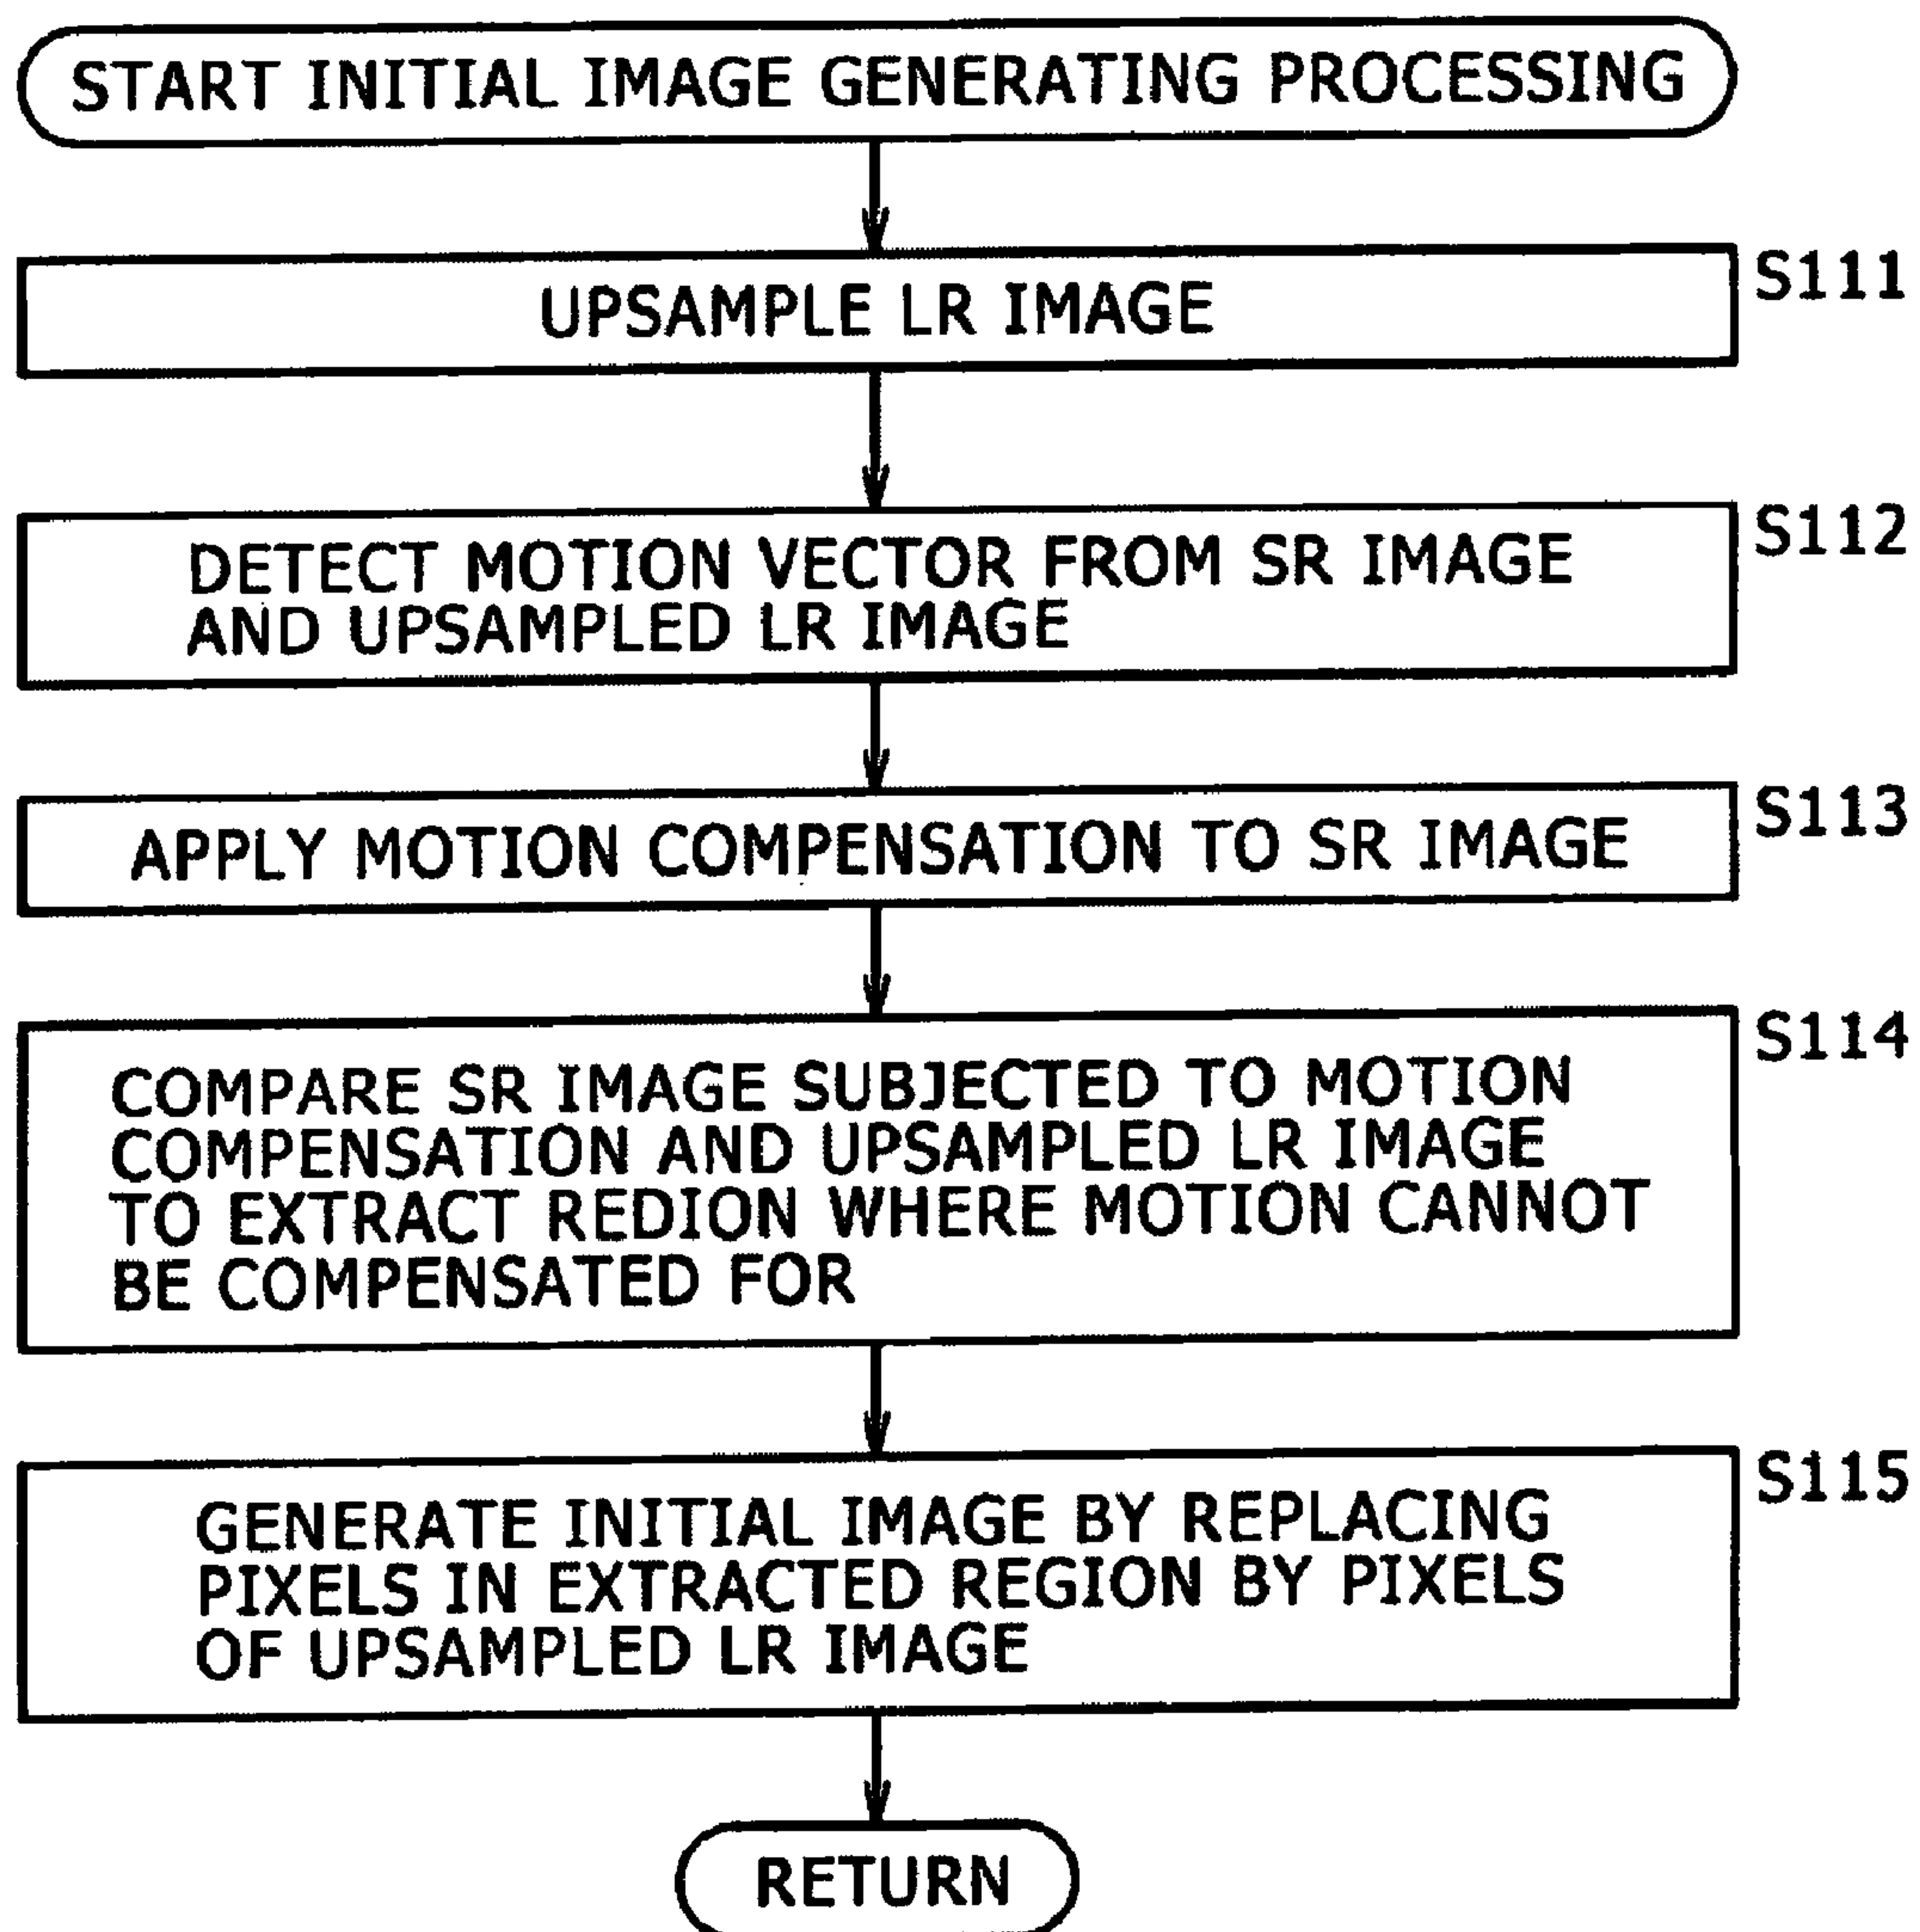 START INITIAL IMAGE GENERATING PROCESSING
S111
UPSAMPLE LR IMAGE
S112
DETECT MOTION VECTOR FROM SR IMAGE
AND UPSAMPLED LR IMAGE
S113
APPLY MOTION COMPENSATION TO SR IMAGE
S114
COMPARE SR IMAGE SUBJECTED TO MOTION
COMPENSATION AND UPSAMPLED LR IMAGE
TO EXTRACT REDION WHERE MOTION CANNOT
BE COMPENSATED FOR
S115
GENERATE INITIAL IMAGE BY REPLACING
PIXELS IN EXTRACTED REGION BY PIXELS
OF UPSAMPLED LR IMAGE
RETURN